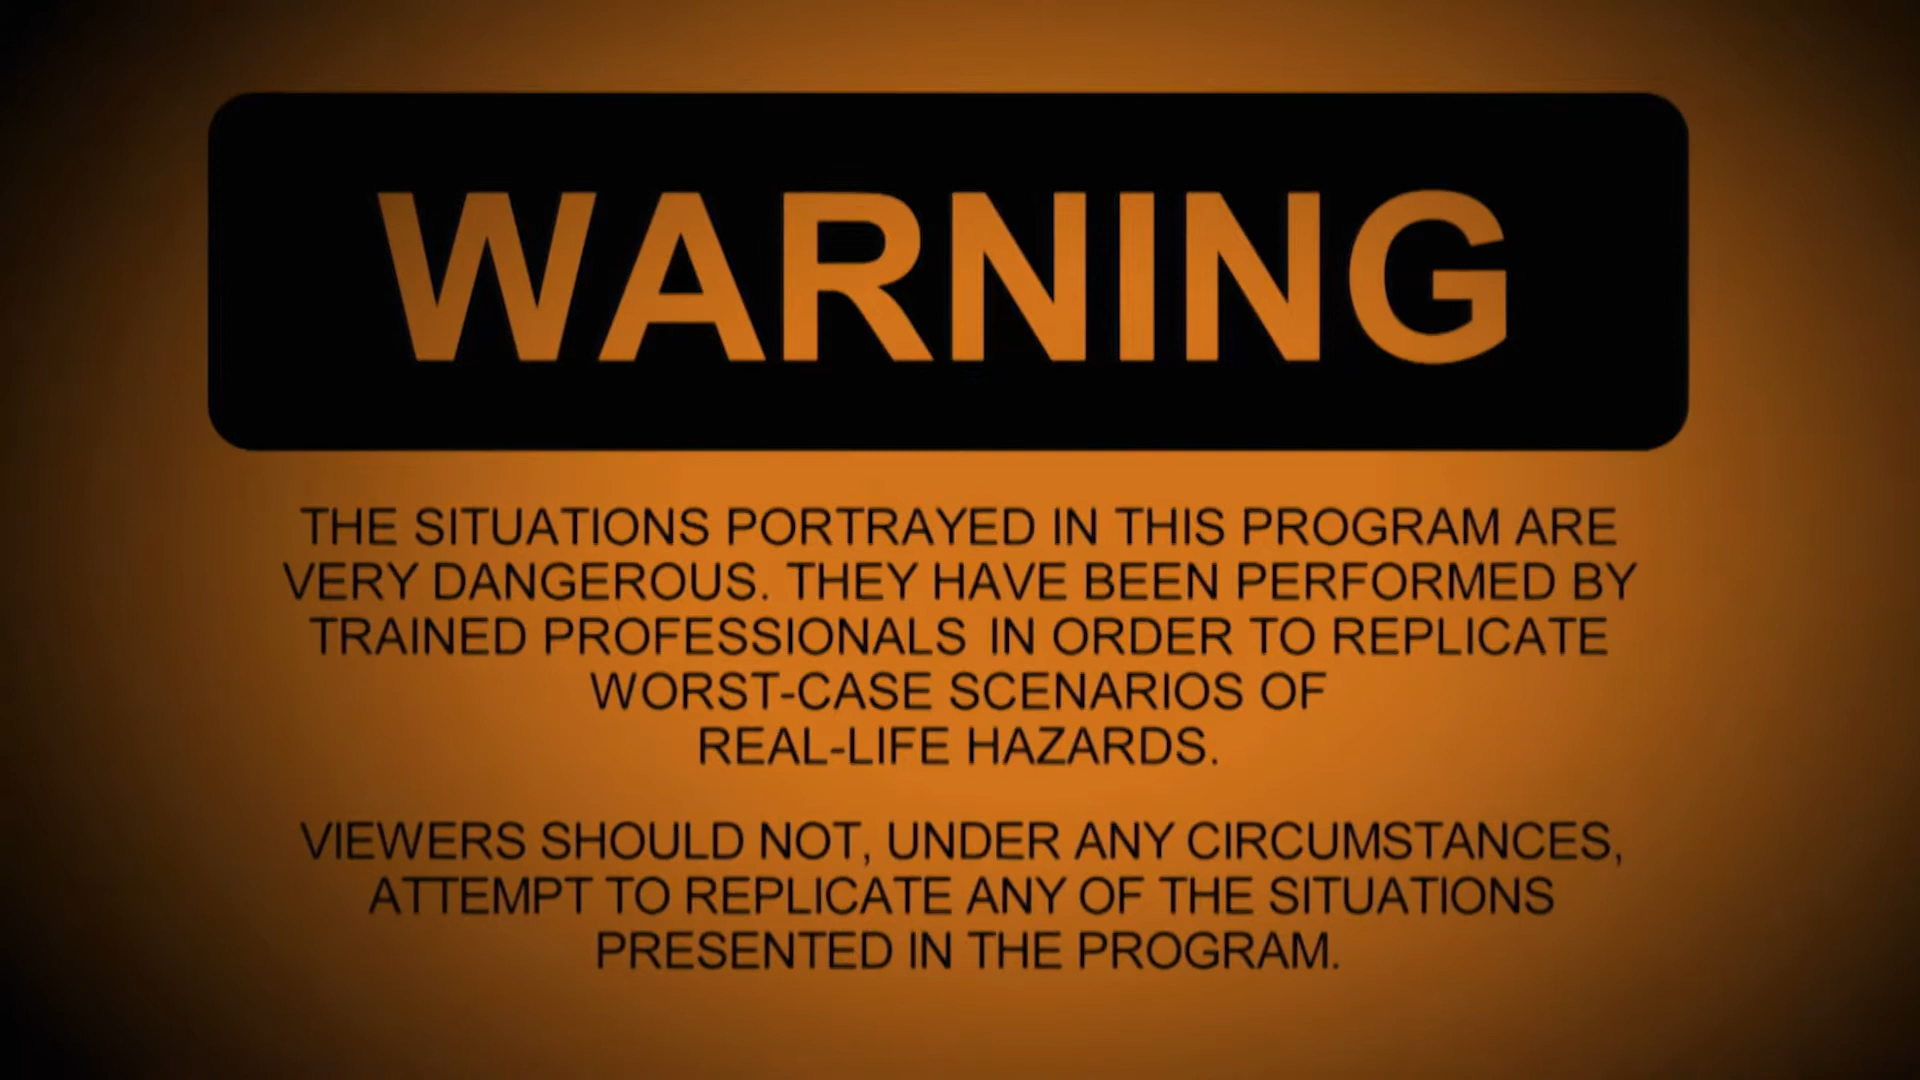 WARNING
THE SITUATIONS PORTRAYED IN THIS PROGRAM ARE
VERY DANGEROUS. THEY HAVE BEEN PERFORMED BY
TRAINED PROFESSIONALS IN ORDER TO REPLICATE
WORST-CASE SCENARIOS OF
REAL-LIFE HAZARDS.
VIEWERS SHOULD NOT, UNDER ANY CIRCUMSTANCES,
ATTEMPT TO REPLICATE ANY OF THE SITUATIONS
PRESENTED IN THE PROGRAM.